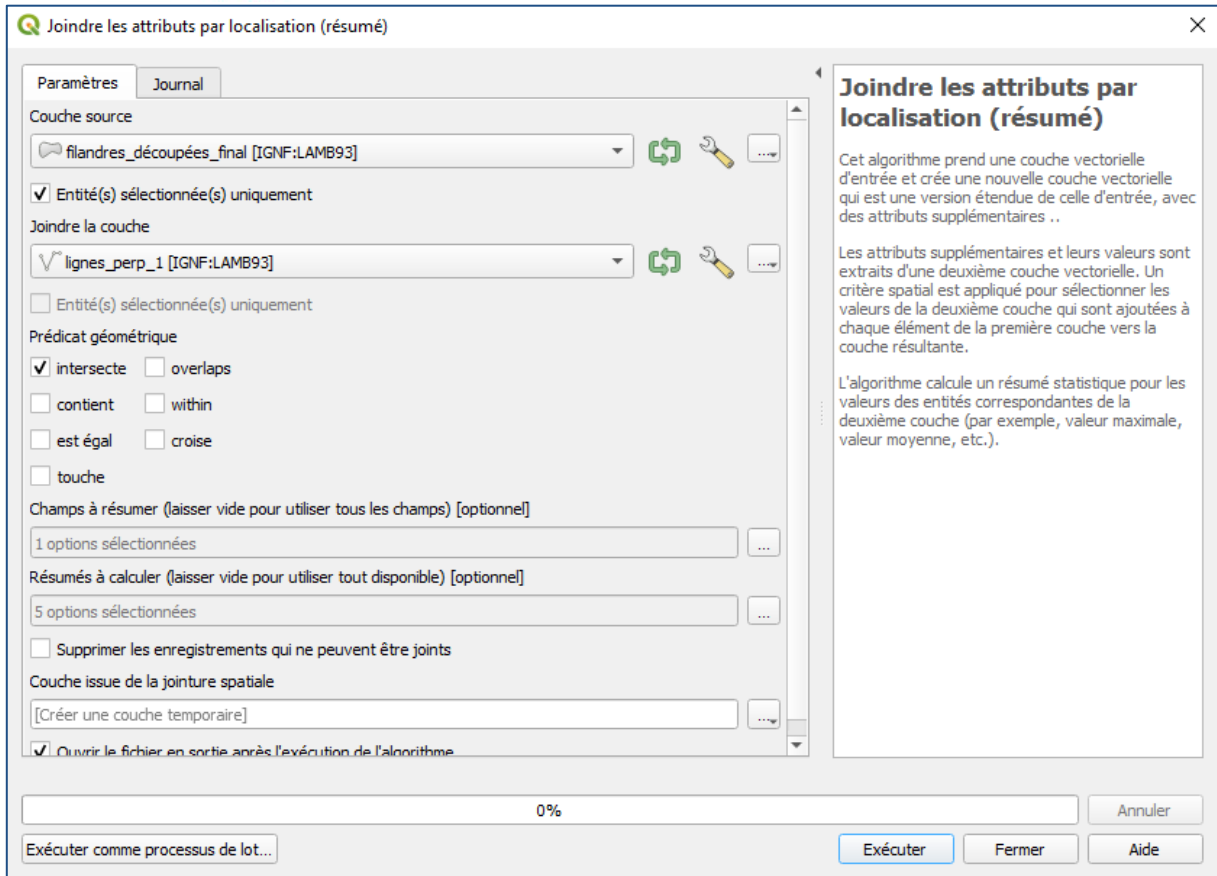 Joindre les attributs par localisation (résumé)
Paramètres
Journal
Couche source
filandres_découpées_final [IGNF:LAMB93]
...
Entité(s) sélectionnée(s) uniquement
Joindre la couche
lignes_perp_1 [IGNF:LAMB93]
...
Entité(s) sélectionnée(s) uniquement
Prédicat géométrique
intersecte
overlaps
contient
within
est égal
croise
touche
Champs à résumer (laisser vide pour utiliser tous les champs) [optionnel]
1 options sélectionnées
...
Résumés à calculer (laisser vide pour utiliser tout disponible) [optionnel]
5 options sélectionnées
...
Supprimer les enregistrements qui ne peuvent être joints
Couche issue de la jointure spatiale
[Créer une couche temporaire]
...
Ouvrir le fichier en sortie après l'exécution de l'algorithme
Joindre les attributs par
localisation (résumé)
Cet algorithme prend une couche vectorielle
d'entrée et crée une nouvelle couche vectorielle
qui est une version étendue de celle d'entrée, avec
des attributs supplémentaires ..
Les attributs supplémentaires et leurs valeurs sont
extraits d'une deuxième couche vectorielle. Un
critère spatial est appliqué pour sélectionner les
valeurs de la deuxième couche qui sont ajoutées à
chaque élément de la première couche vers la
couche résultante.
L'algorithme calcule un résumé statistique pour les
valeurs des entités correspondantes de la
deuxième couche (par exemple, valeur maximale,
valeur moyenne, etc.).
0%
Annuler
Exécuter comme processus de lot...
Exécuter
Fermer
Aide